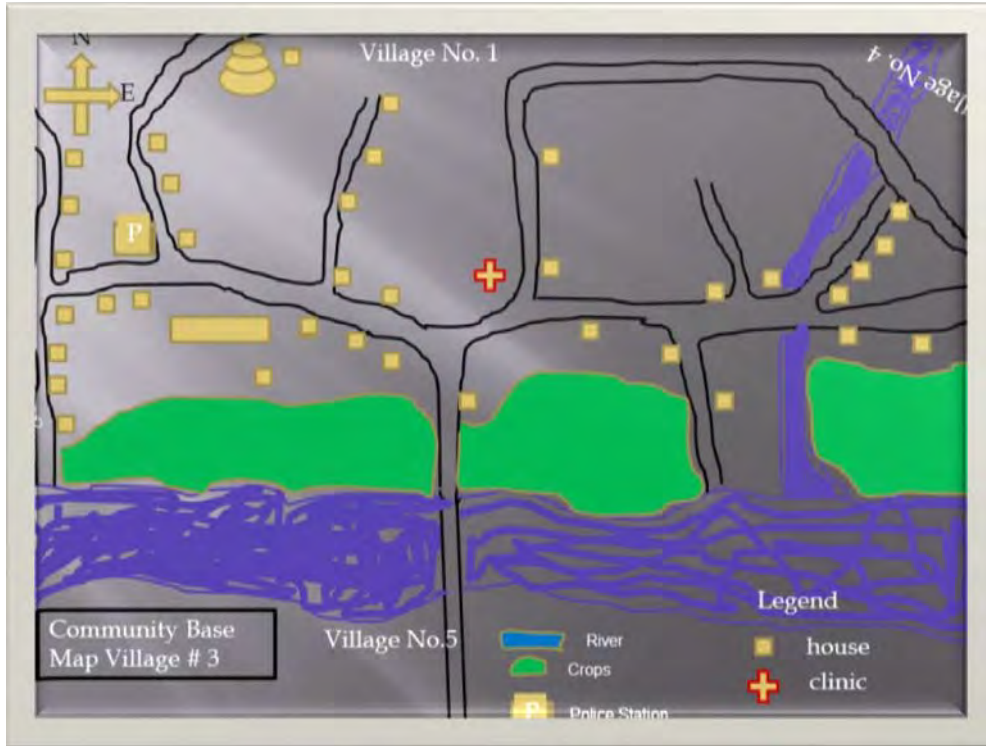 N
Village No. 1
E
Village No. 4
P
Community Base
Map Village # 3
Village No.5
Legend
River
house
Crops
clinic
P
Police Station